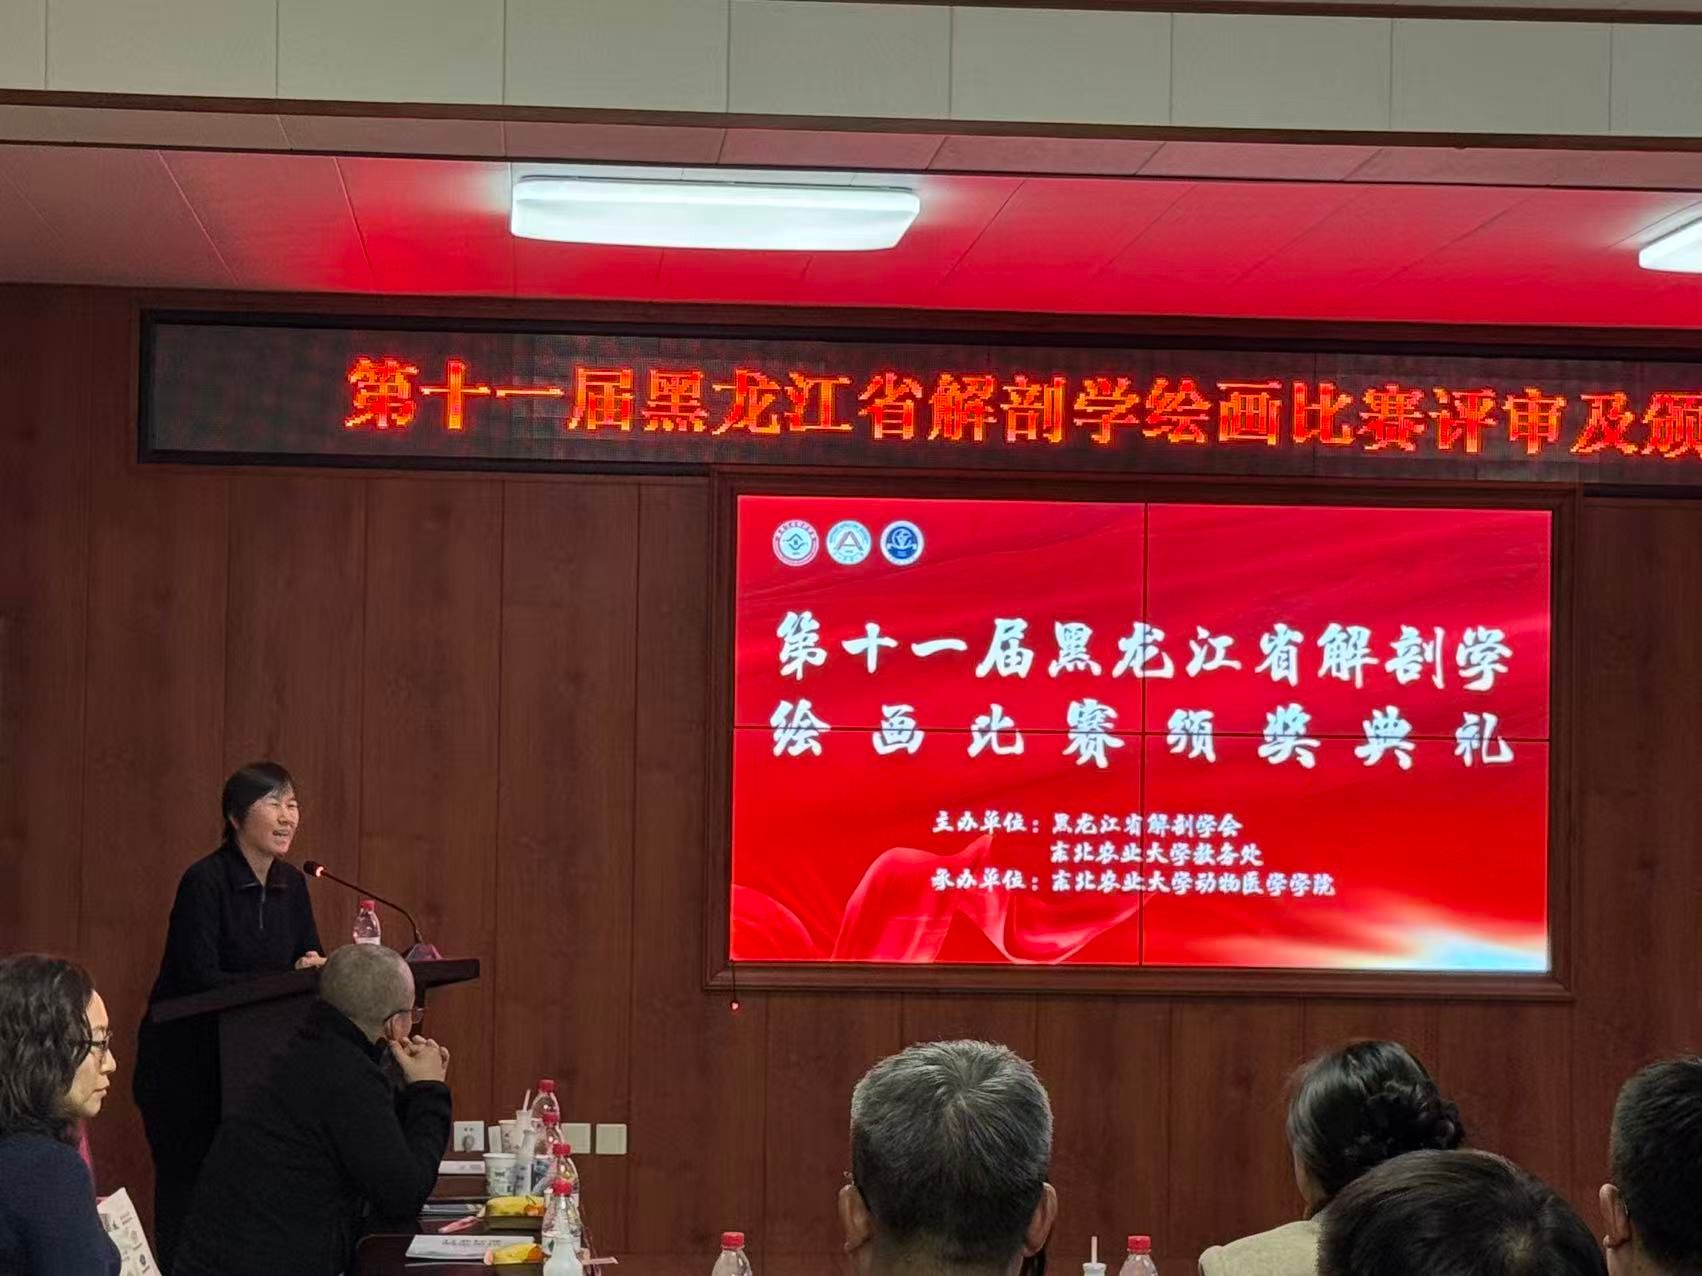 第十一届黑龙江省解剖学绘画比赛评审及颁
第十一届黑龙江省解剖学
绘画比赛颁奖典礼
主办单位：黑龙江省解剖学会
东北农业大学教务处
承办单位：东北农业大学动物医学学院